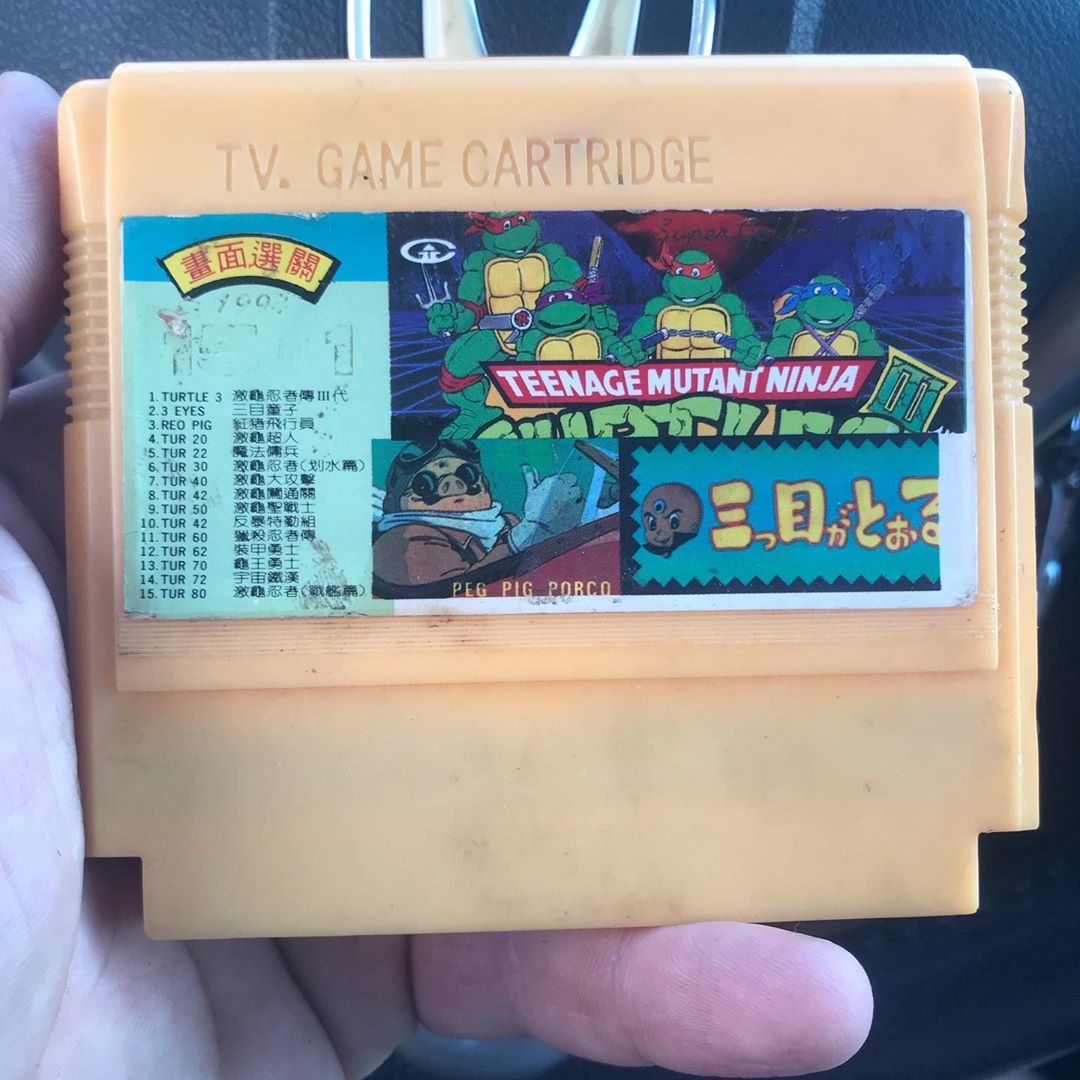 TV. GAME CARTRIDGE
畫面選關
1. TURTLE 3 激龜忍者傳III代
2. 3 EYES 三目童子
3. REO PIG 紅豬飛行員
4. TUR 20 激龜超人
5. TUR 22 魔法傭兵
6. TUR 30 激龜忍者(划水篇)
7. TUR 40 激龜大攻擊
8. TUR 42 激龜闖通關
9. TUR 50 激龜聖戰士
10. TUR 42 反暴特勤組
11. TUR 60 獵殺忍者傳
12. TUR 62 裝甲勇士
13. TUR 70 龜王勇士
14. TUR 72 宇宙鐵漢
15. TUR 80 激龜忍者(戰艦篇)
Super
TEENAGE MUTANT NINJA
TURTLES
III
PEG PIG PORCO
三つ目がとおる